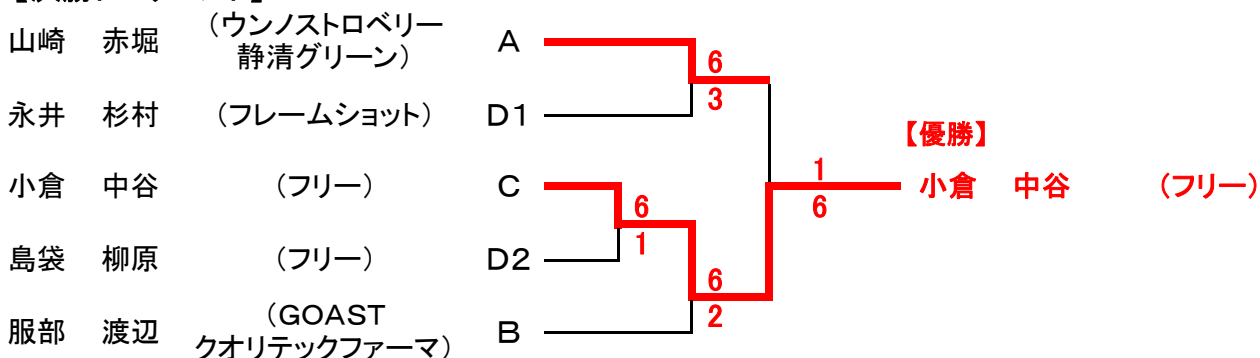 山崎　赤堀　（ウンノストロベリー
静清グリーン）　A
6
3
永井　杉村　（フレームショット）　D1
【優勝】
小倉　中谷　（フリー）　C
1
6
小倉　中谷　（フリー）
6
1
島袋　柳原　（フリー）　D2
6
2
服部　渡辺　（GOAST
クオリテックファーマ）　B